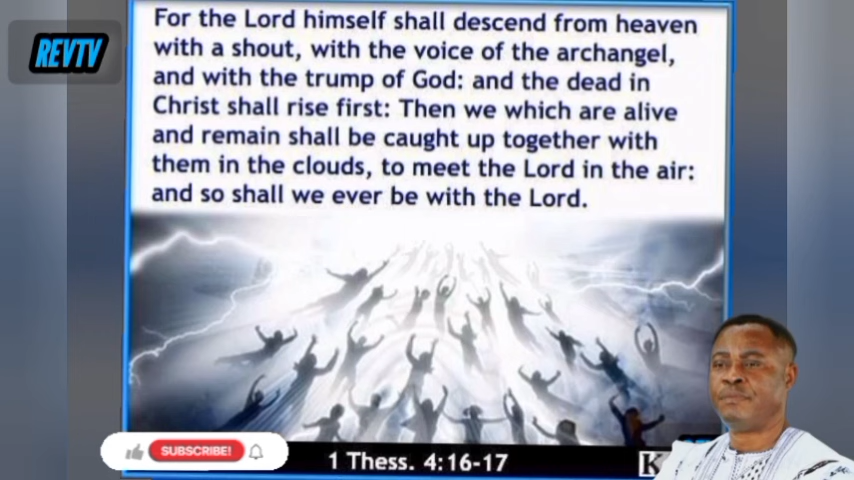 REVTV
For the Lord himself shall descend from heaven
with a shout, with the voice of the archangel,
and with the trump of God: and the dead in
Christ shall rise first: Then we which are alive
and remain shall be caught up together with
them in the clouds, to meet the Lord in the air:
and so shall we ever be with the Lord.
SUBSCRIBE!
1 Thess. 4:16-17